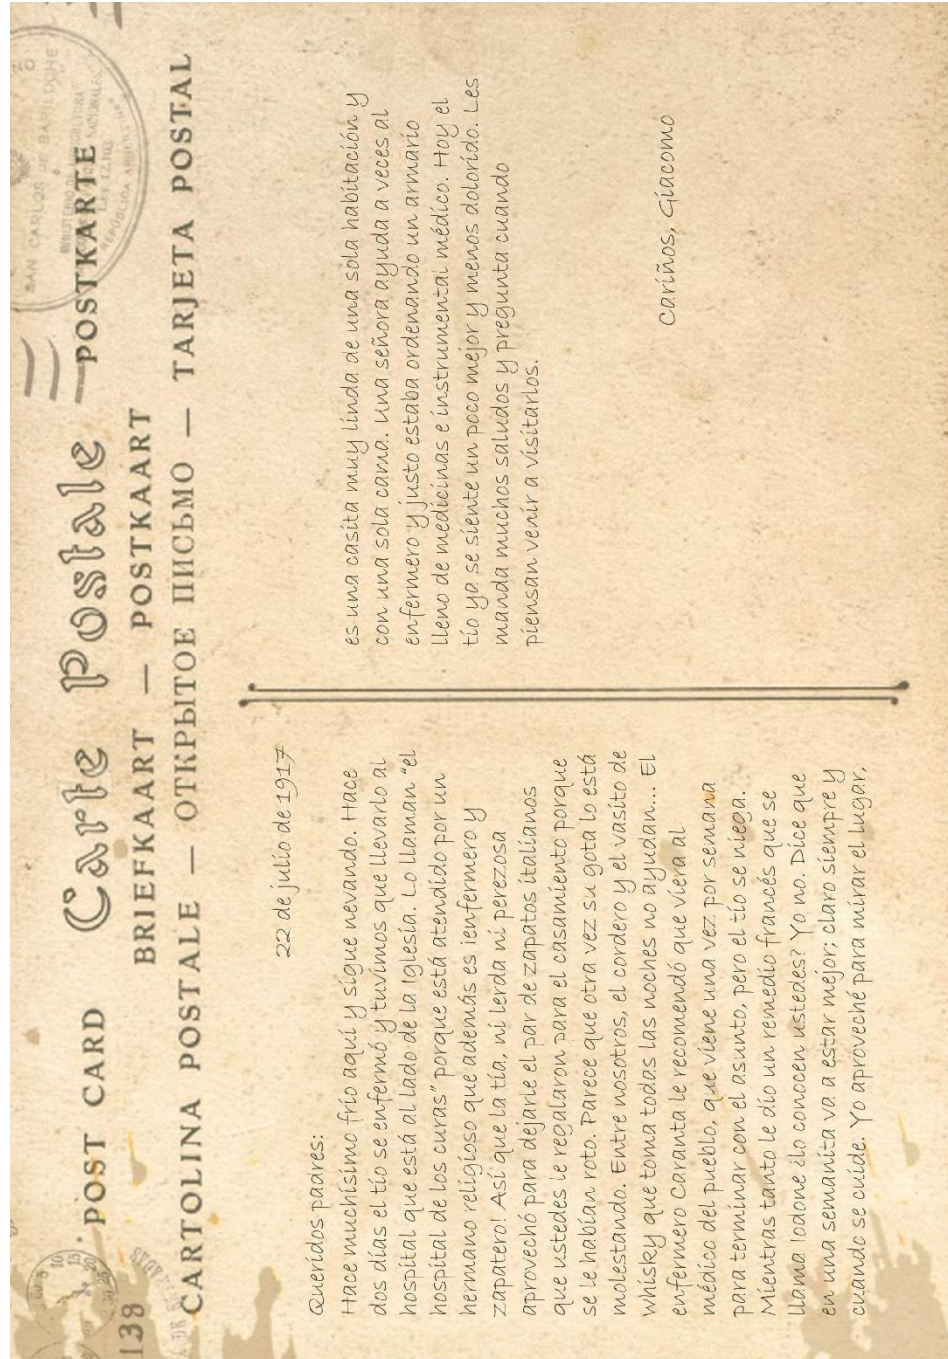 POST CARD Carte Postale POSTKARTE
138 BRIEFKAART — POSTKAART
CARTOLINA POSTALE — ОТКРЫТОЕ ПИСЬМО — TARJETA POSTAL
SAN CARLOS DE BARILOCHE
REPÚBLICA ARGENTINA
22 de julio de 1917
Queridos padres:
Hace muchísimo frío aquí y sigue nevando. Hace
dos días el tío se enfermó y tuvimos que llevarlo al
hospital que está al lado de la Iglesia. Lo llaman “el
hospital de los curas” porque está atendido por un
hermano religioso que además es ¡enfermero y
zapatero! Así que la tía, ni lerda ni perezosa
aprovechó para dejarle el par de zapatos italianos
que ustedes le regalaron para el casamiento porque
se le habían roto. Parece que otra vez su gota lo está
molestando. Entre nosotros, el cordero y el vasito de
Whisky que toma todas las noches no ayudan... El
enfermero Caranta le recomendó que viera al
médico del pueblo, que viene una vez por semana
para terminar con el asunto, pero el tío se niega.
Mientras tanto le dio un remedio francés que se
llama Iodone ¿lo conocen ustedes? Yo no. Dice que
en una semanita va a estar mejor; claro siempre y
cuando se cuide. Yo aproveché para mirar el lugar,
es una casita muy linda de una sola habitación y
con una sola cama. Una señora ayuda a veces al
enfermero y justo estaba ordenando un armario
lleno de medicinas e instrumental médico. Hoy el
tío ya se siente un poco mejor y menos dolorido. Les
manda muchos saludos y pregunta cuando
piensan venir a visitarlos.
Cariños, Giacomo